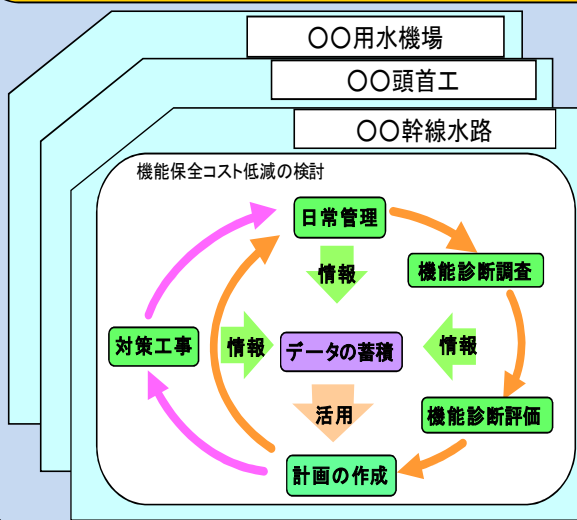 〇〇用水機場
〇〇頭首工
〇〇幹線水路
機能保全コスト低減の検討
日常管理
情報
機能診断調査
対策工事
情報
データの蓄積
情報
活用
機能診断評価
計画の作成